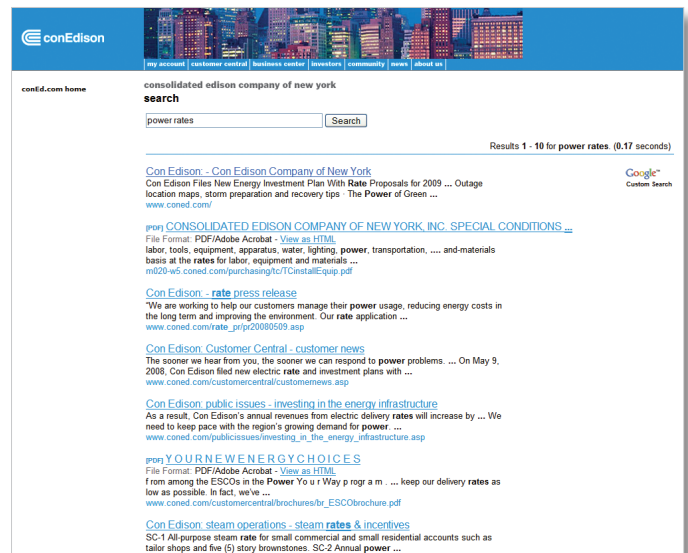 conEdison
my account | customer central | business center | investors | community | news | about us
conEd.com home
consolidated edison company of new york
search
power rates
Search
Results 1 - 10 for power rates. (0.17 seconds)
Google™
Custom Search
Con Edison: - Con Edison Company of New York
Con Edison Files New Energy Investment Plan With Rate Proposals for 2009 ... Outage
location maps, storm preparation and recovery tips · The Power of Green ...
www.coned.com/
[PDF] CONSOLIDATED EDISON COMPANY OF NEW YORK, INC. SPECIAL CONDITIONS ...
File Format: PDF/Adobe Acrobat - View as HTML
labor, tools, equipment, apparatus, water, lighting, power, transportation, .... and-materials
basis at the rates for labor, equipment and materials ...
m020-w5.coned.com/purchasing/tc/TCinstallEquip.pdf
Con Edison: - rate press release
“We are working to help our customers manage their power usage, reducing energy costs in
the long term and improving the environment. Our rate application ...
www.coned.com/rate_pr/pr20080509.asp
Con Edison: Customer Central - customer news
The sooner we hear from you, the sooner we can respond to power problems. ... On May 9,
2008, Con Edison filed new electric rate and investment plans with ...
www.coned.com/customercentral/customernews.asp
Con Edison: public issues - investing in the energy infrastructure
As a result, Con Edison's annual revenues from electric delivery rates will increase by ... We
need to keep pace with the region's growing demand for power. ...
www.coned.com/publicissues/investing_in_the_energy_infrastructure.asp
[PDF] Y O U R N E W E N E R G Y C H O I C E S
File Format: PDF/Adobe Acrobat - View as HTML
f rom among the ESCOs in the Power Yo u r Way p rogr a m . ... keep our delivery rates as
low as possible. In fact, we've ...
www.coned.com/customercentral/brochures/br_ESCObrochure.pdf
Con Edison: steam operations - steam rates & incentives
SC-1 All-purpose steam rate for small commercial and small residential accounts such as
tailor shops and five (5) story brownstones. SC-2 Annual power ...